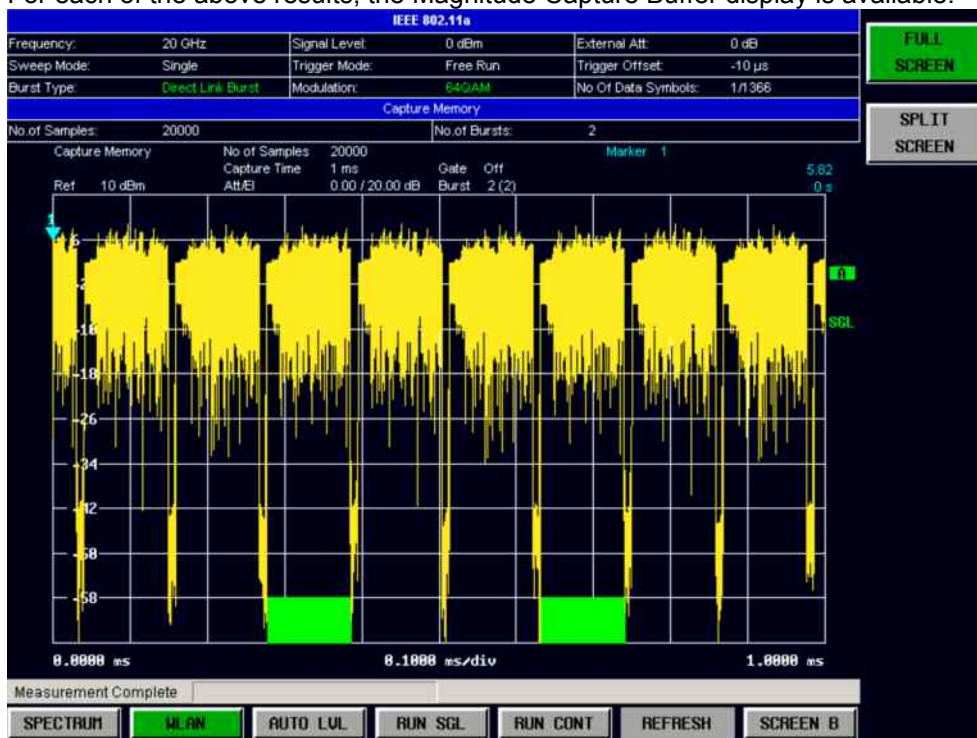 For each of the above results, the Magnitude Capture Buffer display is available.
IEEE 802.11a
Frequency: 20 GHz Signal Level: 0 dBm External Att: 0 dB
Sweep Mode: Single Trigger Mode: Free Run Trigger Offset: -10 µs
Burst Type: Direct Link Burst Modulation: 64QAM No Of Data Symbols: 1/1366
Capture Memory
No.of Samples: 20000 No.of Bursts: 2
Capture Memory No of Samples 20000 Marker 1
Capture Time 1 ms Gate Off 5.82
Ref 10 dBm Att/El 0.00 / 20.00 dB Burst 2 (2) 0 s
1
6
-2
A
-10
SGL
-18
-26
-34
-42
-50
-58
0.0000 ms 0.1000 ms/div 1.0000 ms
Measurement Complete
SPECTRUM WLAN AUTO LVL RUN SGL RUN CONT REFRESH SCREEN B
FULL
SCREEN
SPLIT
SCREEN